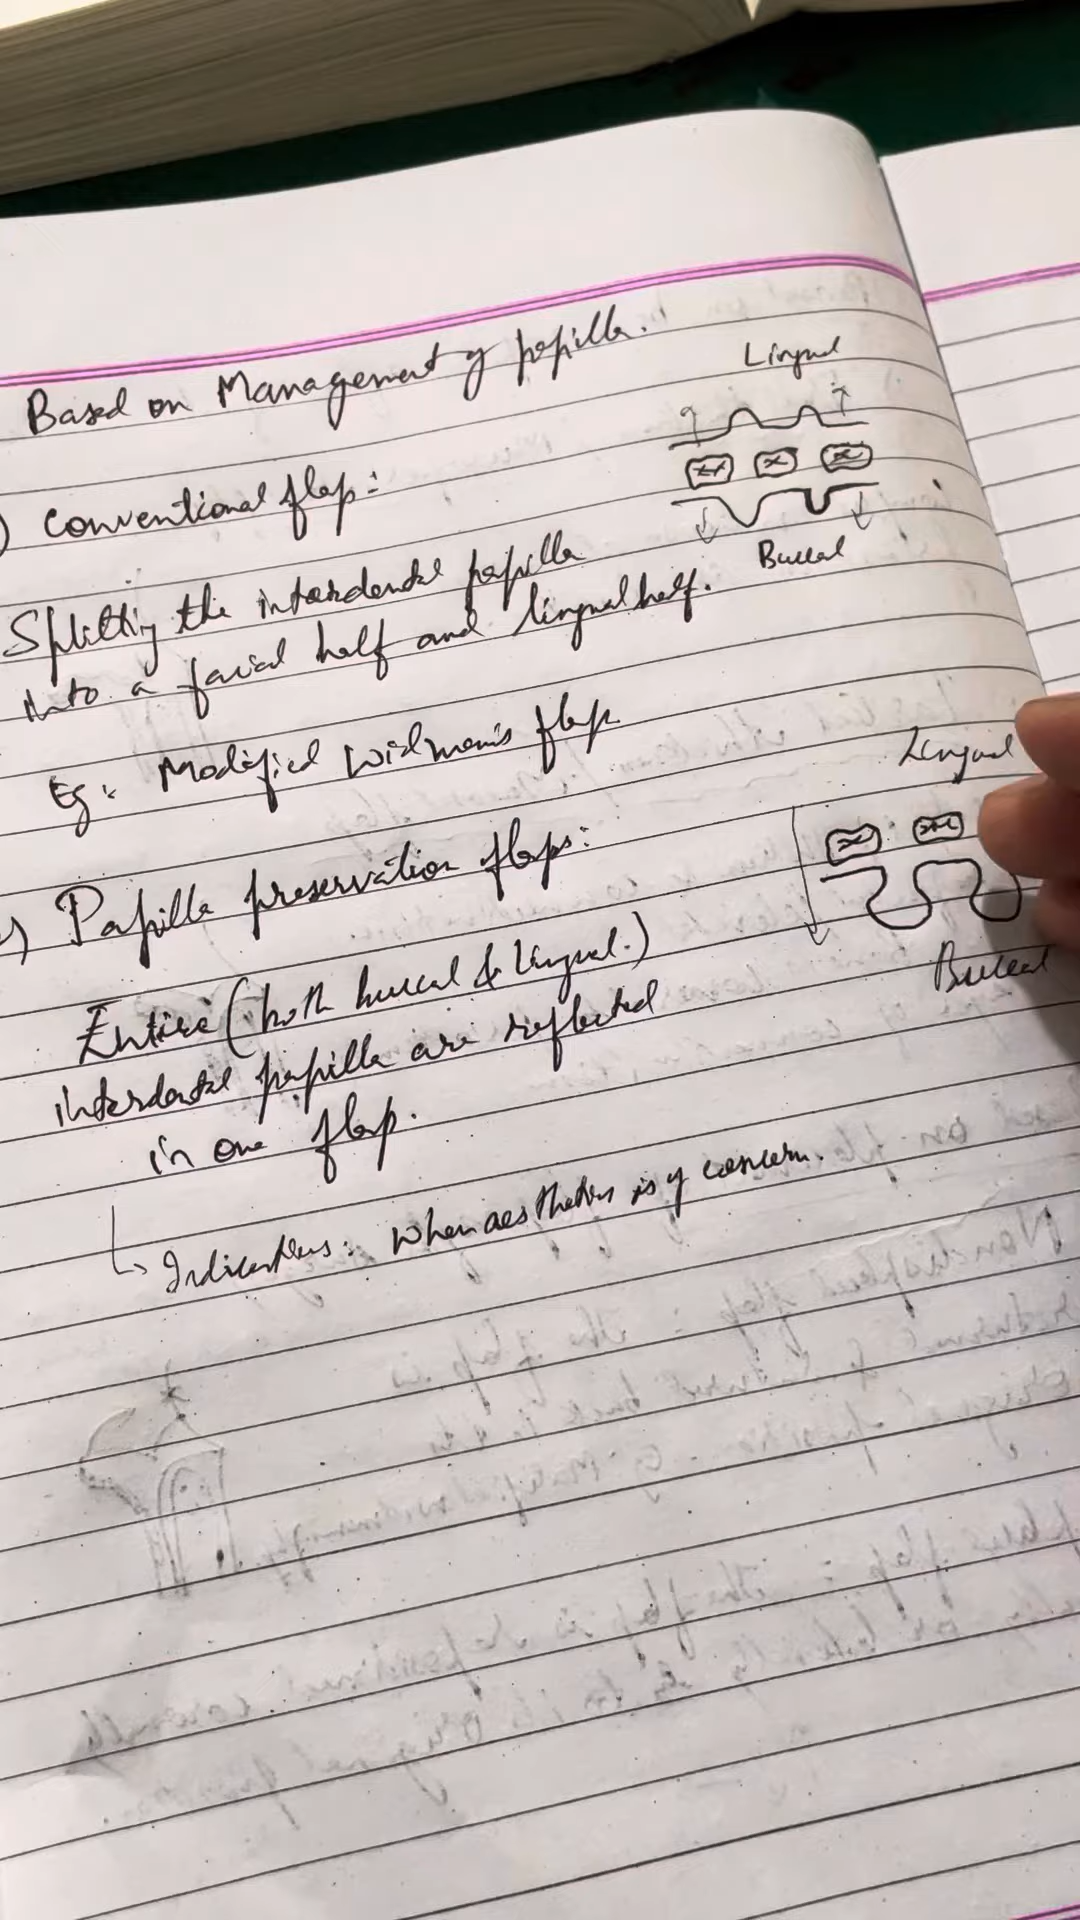 Based on Management of papilla.
Lingual
) Conventional flap:
Buccal
Splitting the interdental papilla
into a facial half and lingual half.
Eg: Modified Widman's flap
Lingual
) Papilla preservation flaps:
Buccal
Entire (both buccal & lingual.)
interdental papilla are reflected
in one flap.
↳ Indications: When aesthetics is of concern.